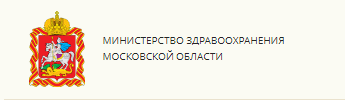 МИНИСТЕРСТВО ЗДРАВООХРАНЕНИЯ
МОСКОВСКОЙ ОБЛАСТИ